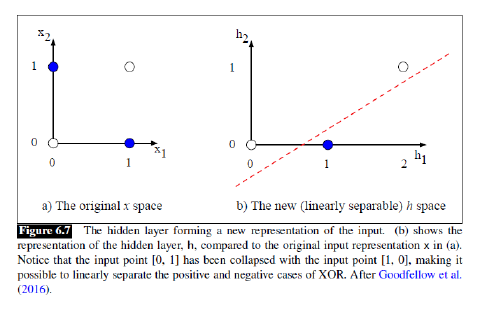 x2
1
0
0
1
x1
a) The original x space
h2
1
0
0
1
2
h1
b) The new (linearly separable) h space
Figure 6.7 The hidden layer forming a new representation of the input. (b) shows the
representation of the hidden layer, h, compared to the original input representation x in (a).
Notice that the input point [0, 1] has been collapsed with the input point [1, 0], making it
possible to linearly separate the positive and negative cases of XOR. After Goodfellow et al.
(2016).